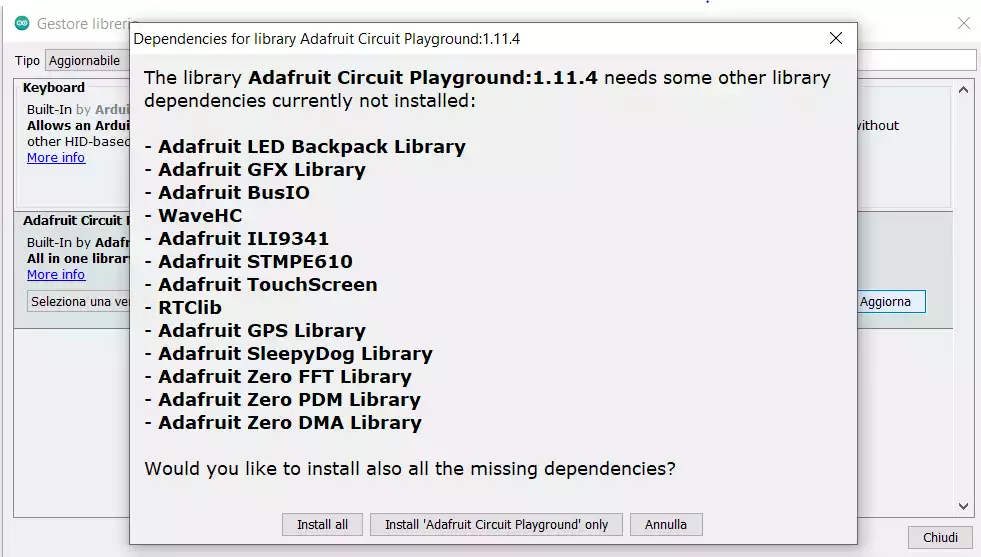 Gestore librerie
Dependencies for library Adafruit Circuit Playground:1.11.4
Tipo Aggiornabile
The library Adafruit Circuit Playground:1.11.4 needs some other library
dependencies currently not installed:
Keyboard
Built-In by Ardui
Allows an Ardui
other HID-based
More info
ithout
- Adafruit LED Backpack Library
- Adafruit GFX Library
- Adafruit BusIO
- WaveHC
- Adafruit ILI9341
- Adafruit STMPE610
- Adafruit TouchScreen
- RTClib
- Adafruit GPS Library
- Adafruit SleepyDog Library
- Adafruit Zero FFT Library
- Adafruit Zero PDM Library
- Adafruit Zero DMA Library
Adafruit Circuit
Built-In by Adafr
All in one librar
More info
Seleziona una ve
Aggiorna
Would you like to install also all the missing dependencies?
Install all
Install 'Adafruit Circuit Playground' only
Annulla
Chiudi